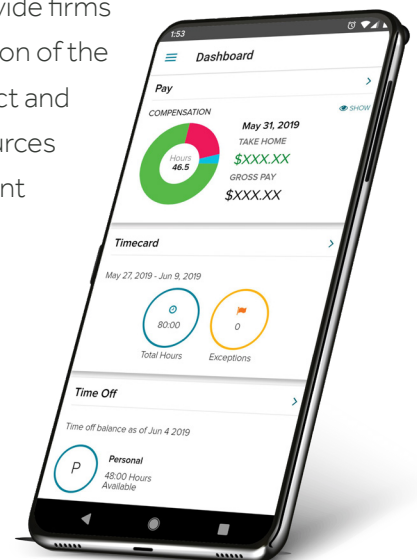 vide firms
on of the
ct and
urces
nt
1:53
Dashboard
Pay
COMPENSATION
SHOW
Hours
46.5
May 31, 2019
TAKE HOME
$XXX.XX
GROSS PAY
$XXX.XX
Timecard
May 27, 2019 - Jun 9, 2019
80:00
Total Hours
0
Exceptions
Time Off
Time off balance as of Jun 4 2019
P
Personal
48:00 Hours
Available